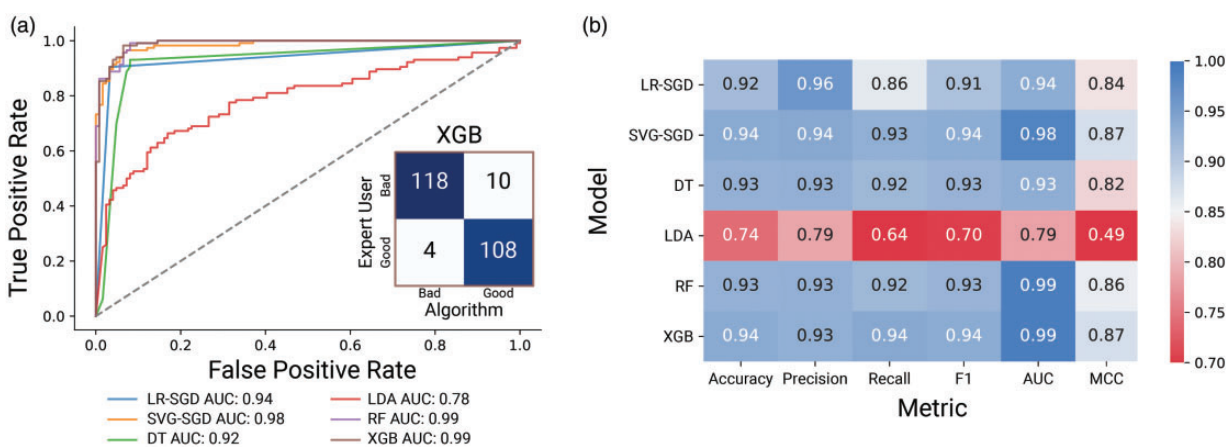 (a)
True Positive Rate
1.0
0.8
0.6
0.4
0.2
0.0
0.0 0.2 0.4 0.6 0.8 1.0
False Positive Rate
XGB
Expert User
Bad
Good
118 10
4 108
Bad Good
Algorithm
LR-SGD AUC: 0.94
SVG-SGD AUC: 0.98
DT AUC: 0.92
LDA AUC: 0.78
RF AUC: 0.99
XGB AUC: 0.99
(b)
Model
LR-SGD 0.92 0.96 0.86 0.91 0.94 0.84
SVG-SGD 0.94 0.94 0.93 0.94 0.98 0.87
DT 0.93 0.93 0.92 0.93 0.93 0.82
LDA 0.74 0.79 0.64 0.70 0.79 0.49
RF 0.93 0.93 0.92 0.93 0.99 0.86
XGB 0.94 0.93 0.94 0.94 0.99 0.87
Accuracy Precision Recall F1 AUC MCC
Metric
1.00
0.95
0.90
0.85
0.80
0.75
0.70